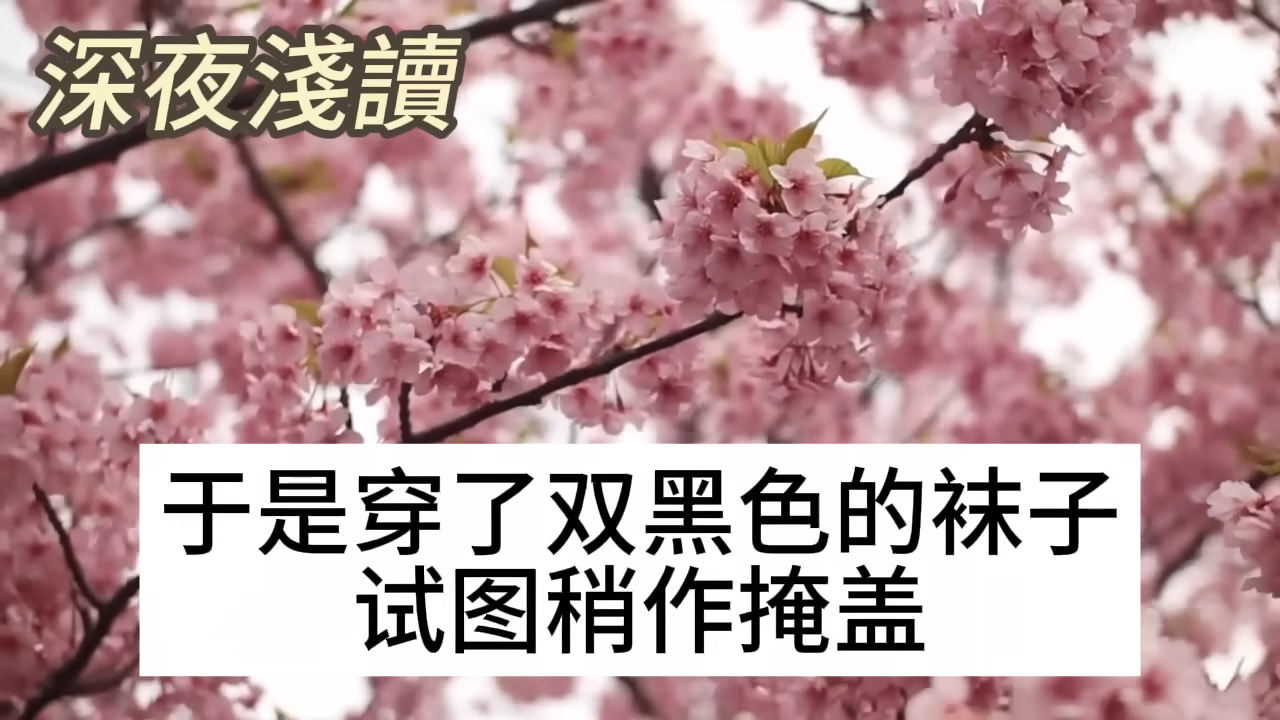 深夜淺讀
于是穿了双黑色的袜子
试图稍作掩盖